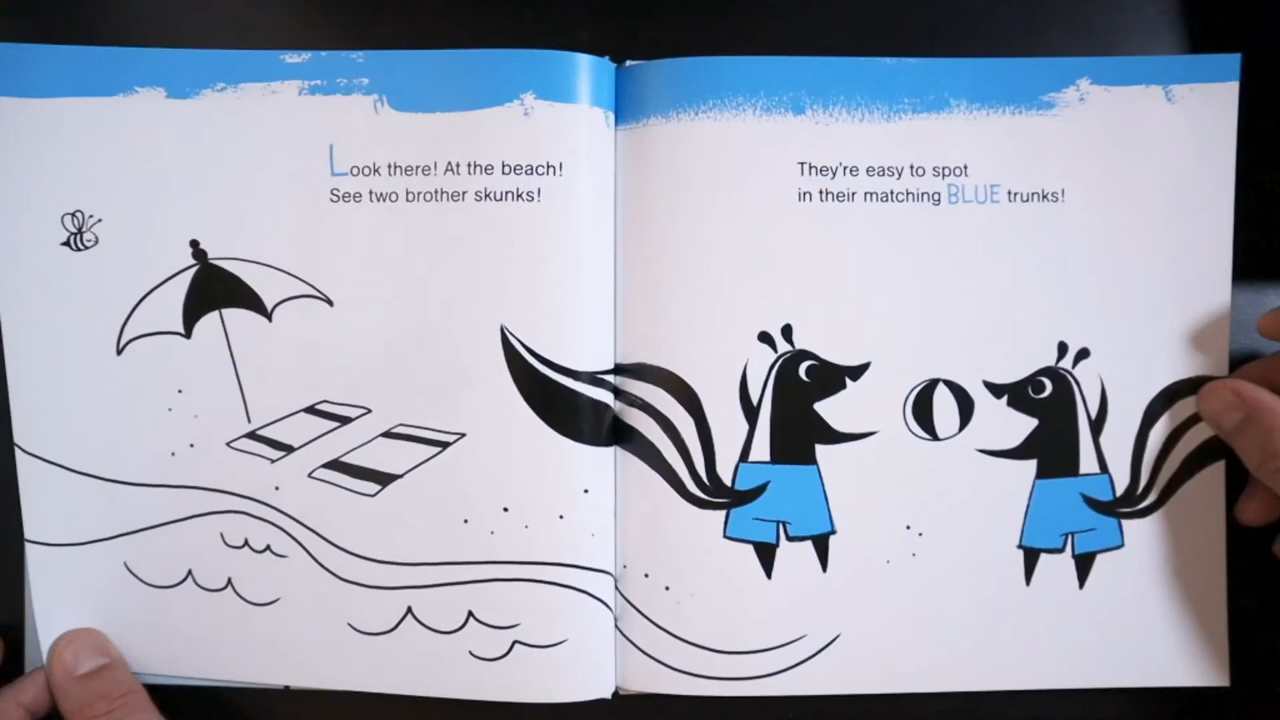 Look there! At the beach!
See two brother skunks!
They're easy to spot
in their matching BLUE trunks!